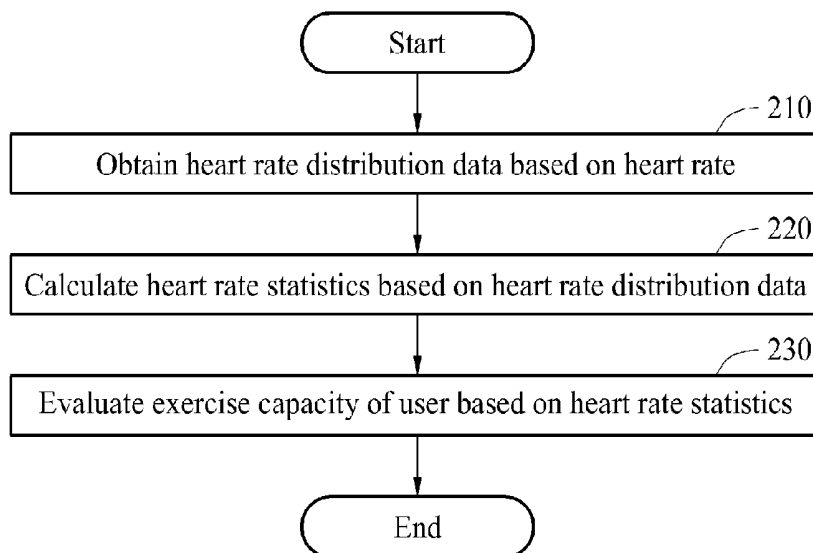 Start
210
Obtain heart rate distribution data based on heart rate
220
Calculate heart rate statistics based on heart rate distribution data
230
Evaluate exercise capacity of user based on heart rate statistics
End